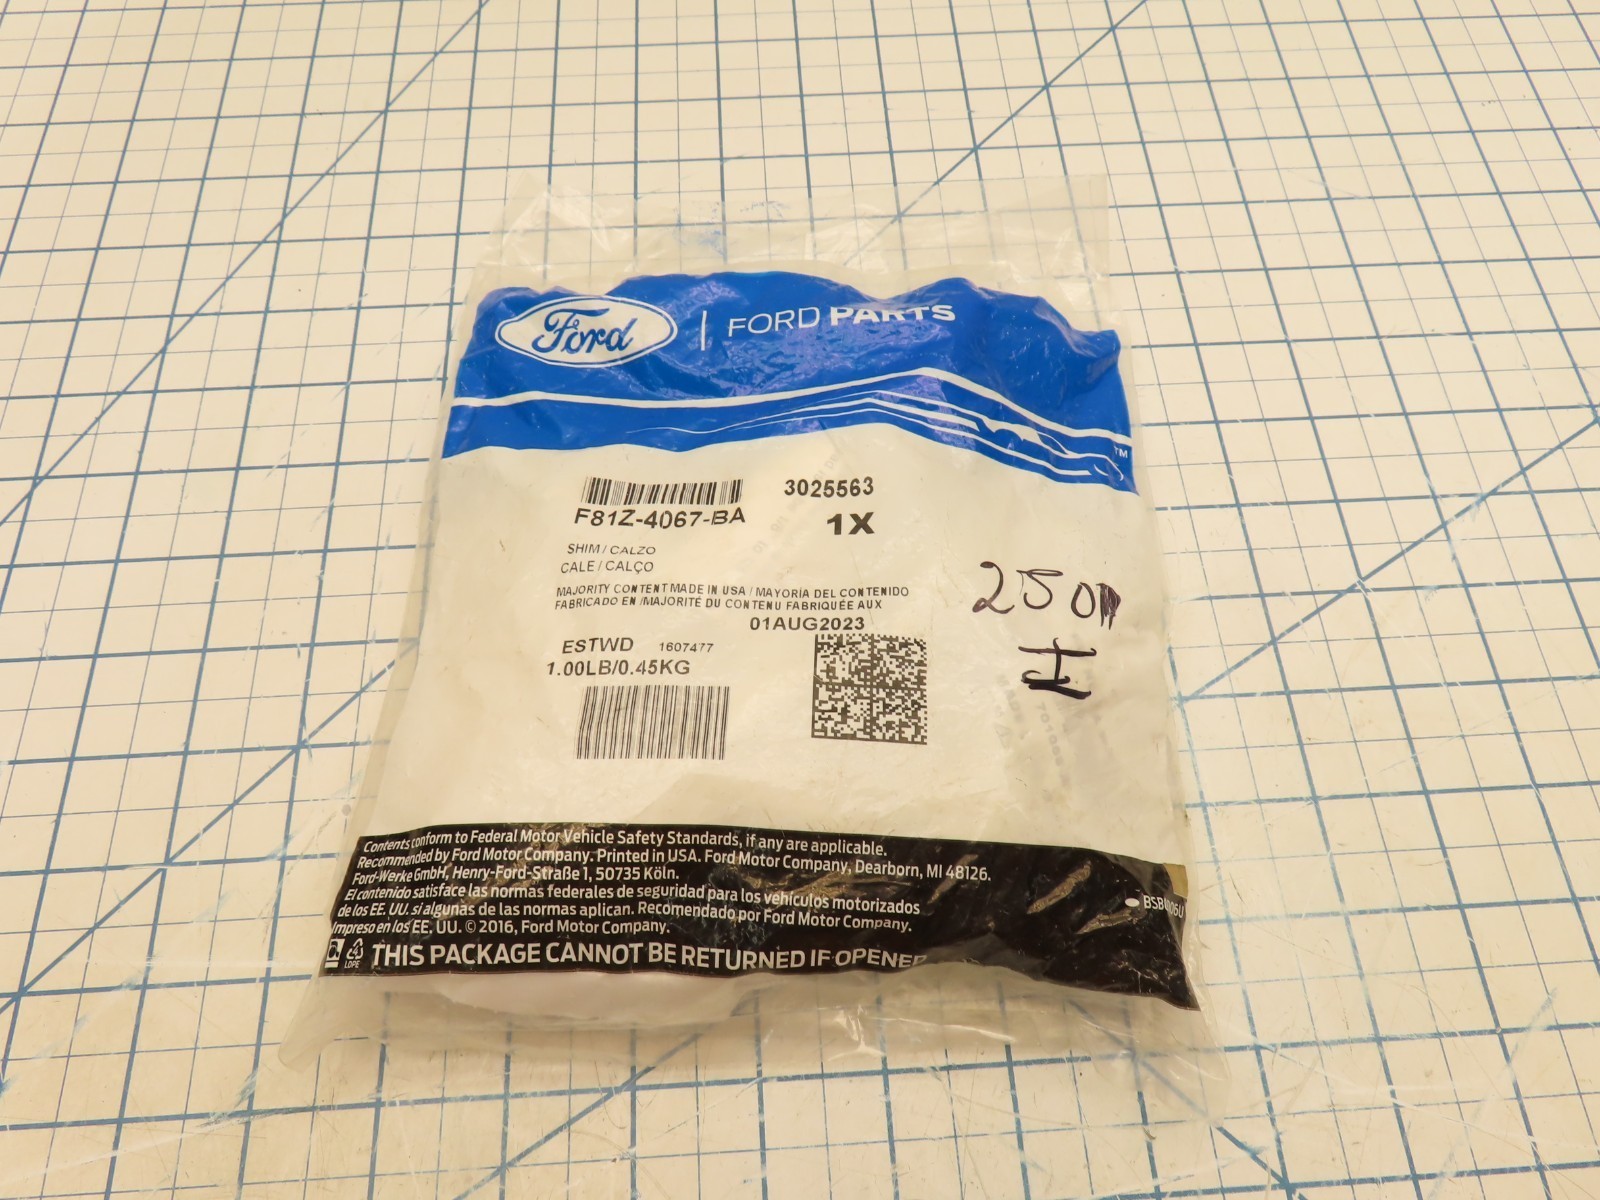 Ford | FORD PARTS
TM
F81Z-4067-BA
3025563
1X
SHIM / CALZO
CALE / CALÇO
MAJORITY CONTENT MADE IN USA / MAYORÍA DEL CONTENIDO
FABRICADO EN /MAJORITÉ DU CONTENU FABRIQUÉE AUX
01AUG2023
ESTWD 1607477
1.00LB/0.45KG
Contents conform to Federal Motor Vehicle Safety Standards, if any are applicable.
Recommended by Ford Motor Company. Printed in USA. Ford Motor Company, Dearborn, MI 48126.
Ford-Werke GmbH, Henry-Ford-Straße 1, 50735 Köln.
El contenido satisface las normas federales de seguridad para los vehículos motorizados
de los EE. UU. si algunas de las normas aplican. Recomendado por Ford Motor Company.
Impreso en los EE. UU. © 2016, Ford Motor Company.
LDPE
THIS PACKAGE CANNOT BE RETURNED IF OPENED